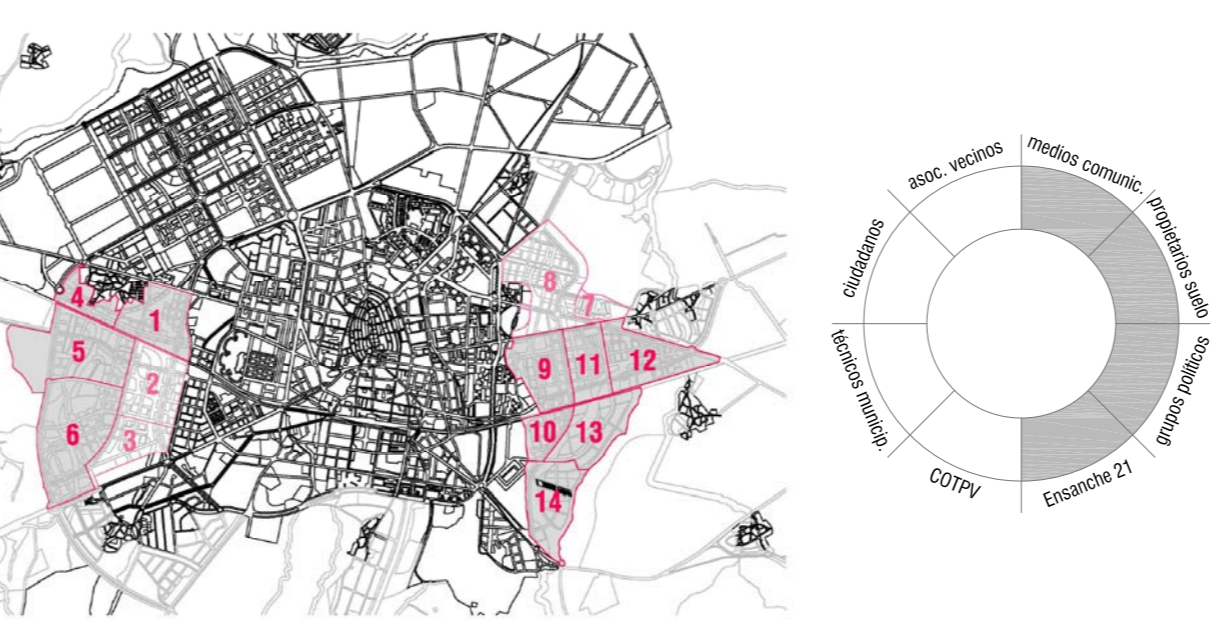 8
7
4
1
5
2
9
11
12
6
3
10
13
14
asoc. vecinos
medios comunic.
propietarios suelo
grupos políticos
Ensanche 21
COTPV
técnicos municip.
ciudadanos